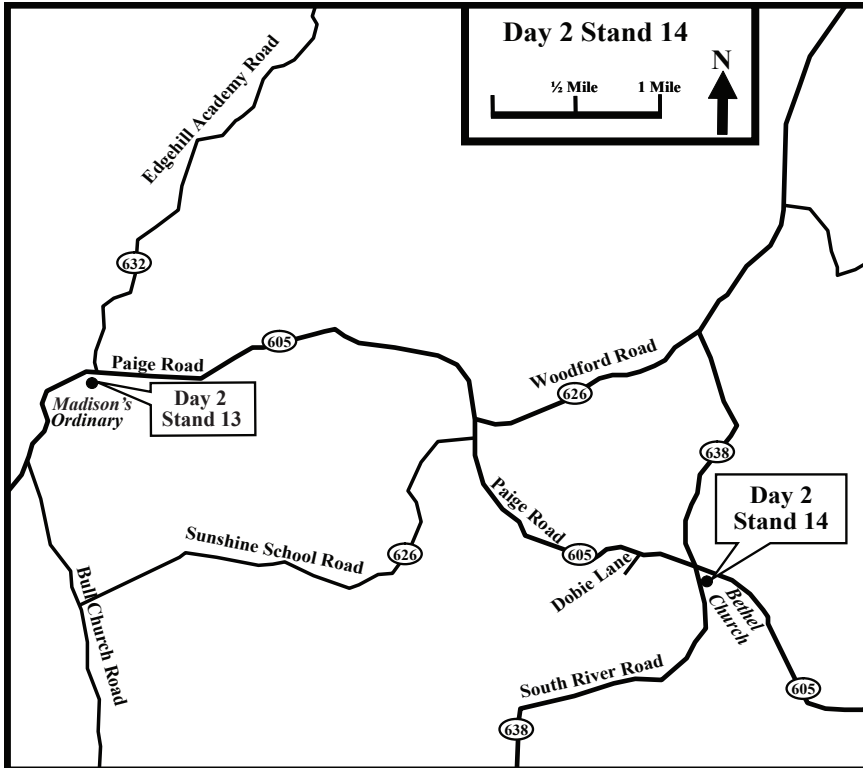 Day 2 Stand 14
½ Mile
1 Mile
N
Edgehill Academy Road
632
605
Paige Road
Woodford Road
626
Madison's
Ordinary
Day 2
Stand 13
638
Paige Road
Day 2
Stand 14
Sunshine School Road
626
605
Dobie Lane
Bull Church Road
Bethel
Church
South River Road
605
638